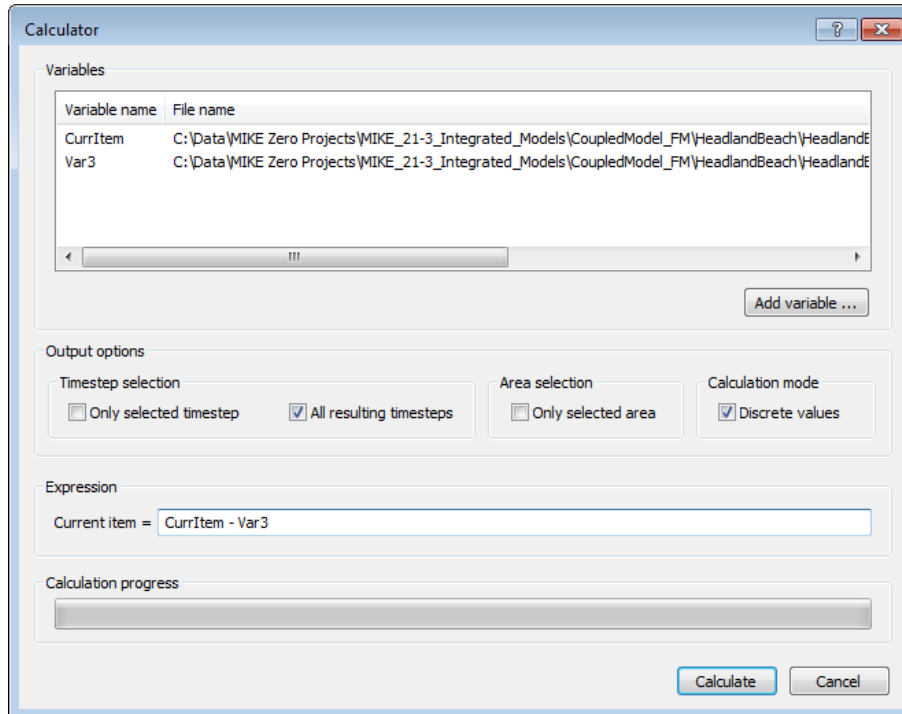 Calculator
Variables
Variable name File name
CurrItem C:\Data\MIKE Zero Projects\MIKE_21-3_Integrated_Models\CoupledModel_FM\HeadlandBeach\Headland
Var3 C:\Data\MIKE Zero Projects\MIKE_21-3_Integrated_Models\CoupledModel_FM\HeadlandBeach\Headland
Add variable ...
Output options
Timestep selection Area selection Calculation mode
Only selected timestep All resulting timesteps Only selected area Discrete values
Expression
Current item = CurrItem - Var3
Calculation progress
Calculate Cancel